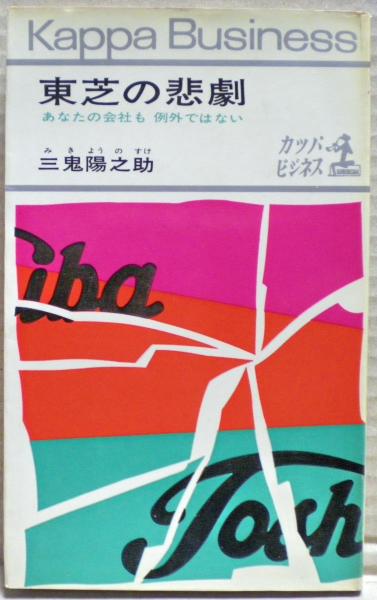 Kappa Business
東芝の悲劇
あなたの会社も 例外ではない
カッパ
ビジネス
み き よう の すけ
三鬼陽之助
iba
Tosh